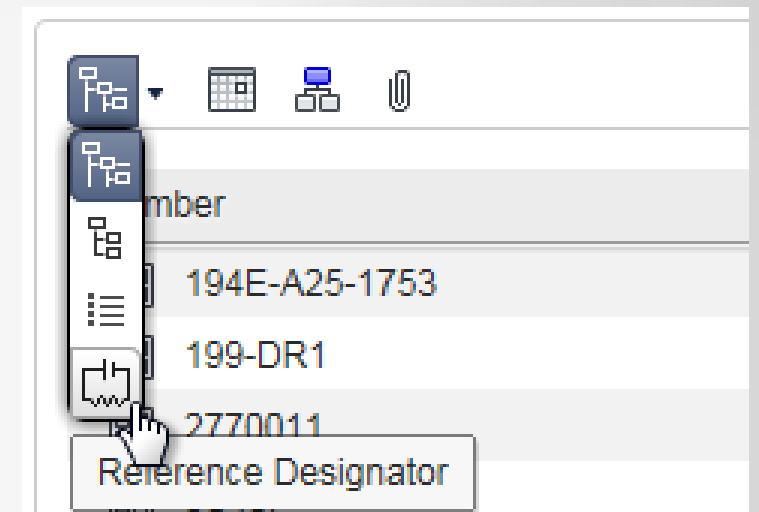 mber
194E-A25-1753
199-DR1
2770011
Reference Designator